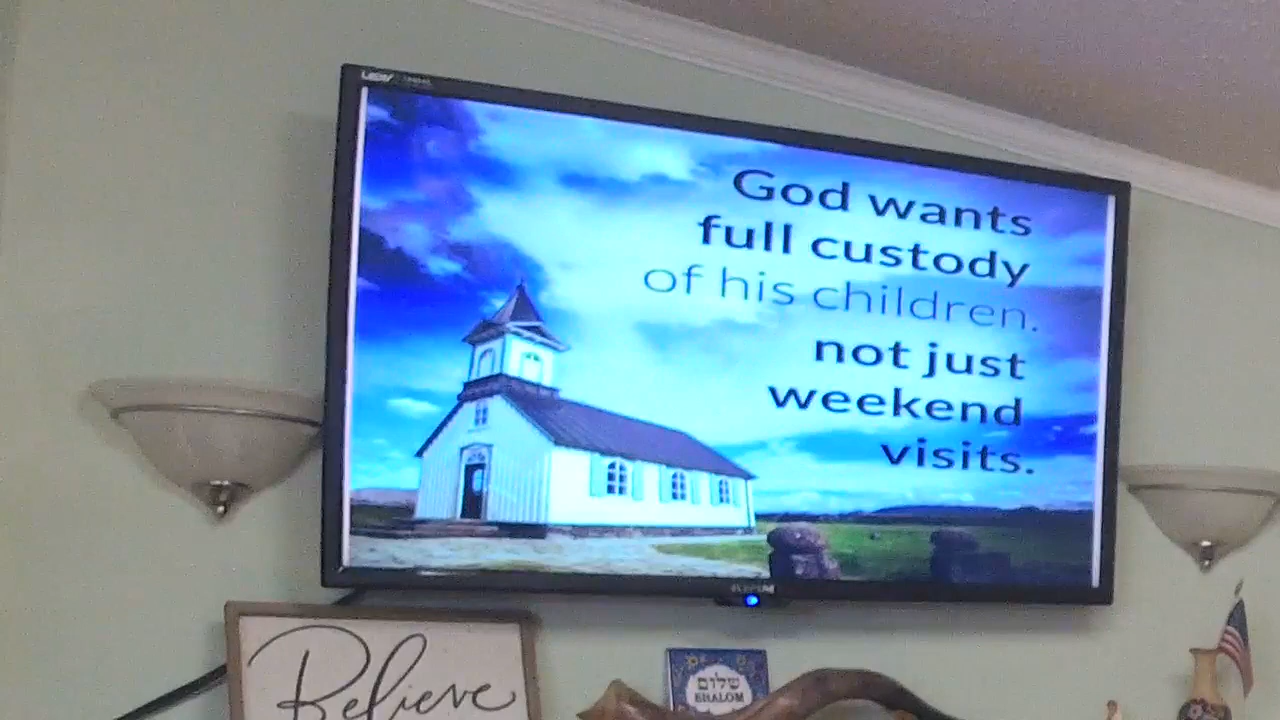 God wants
full custody
of his children.
not just
weekend
visits.
Believe
שלום
SHALOM